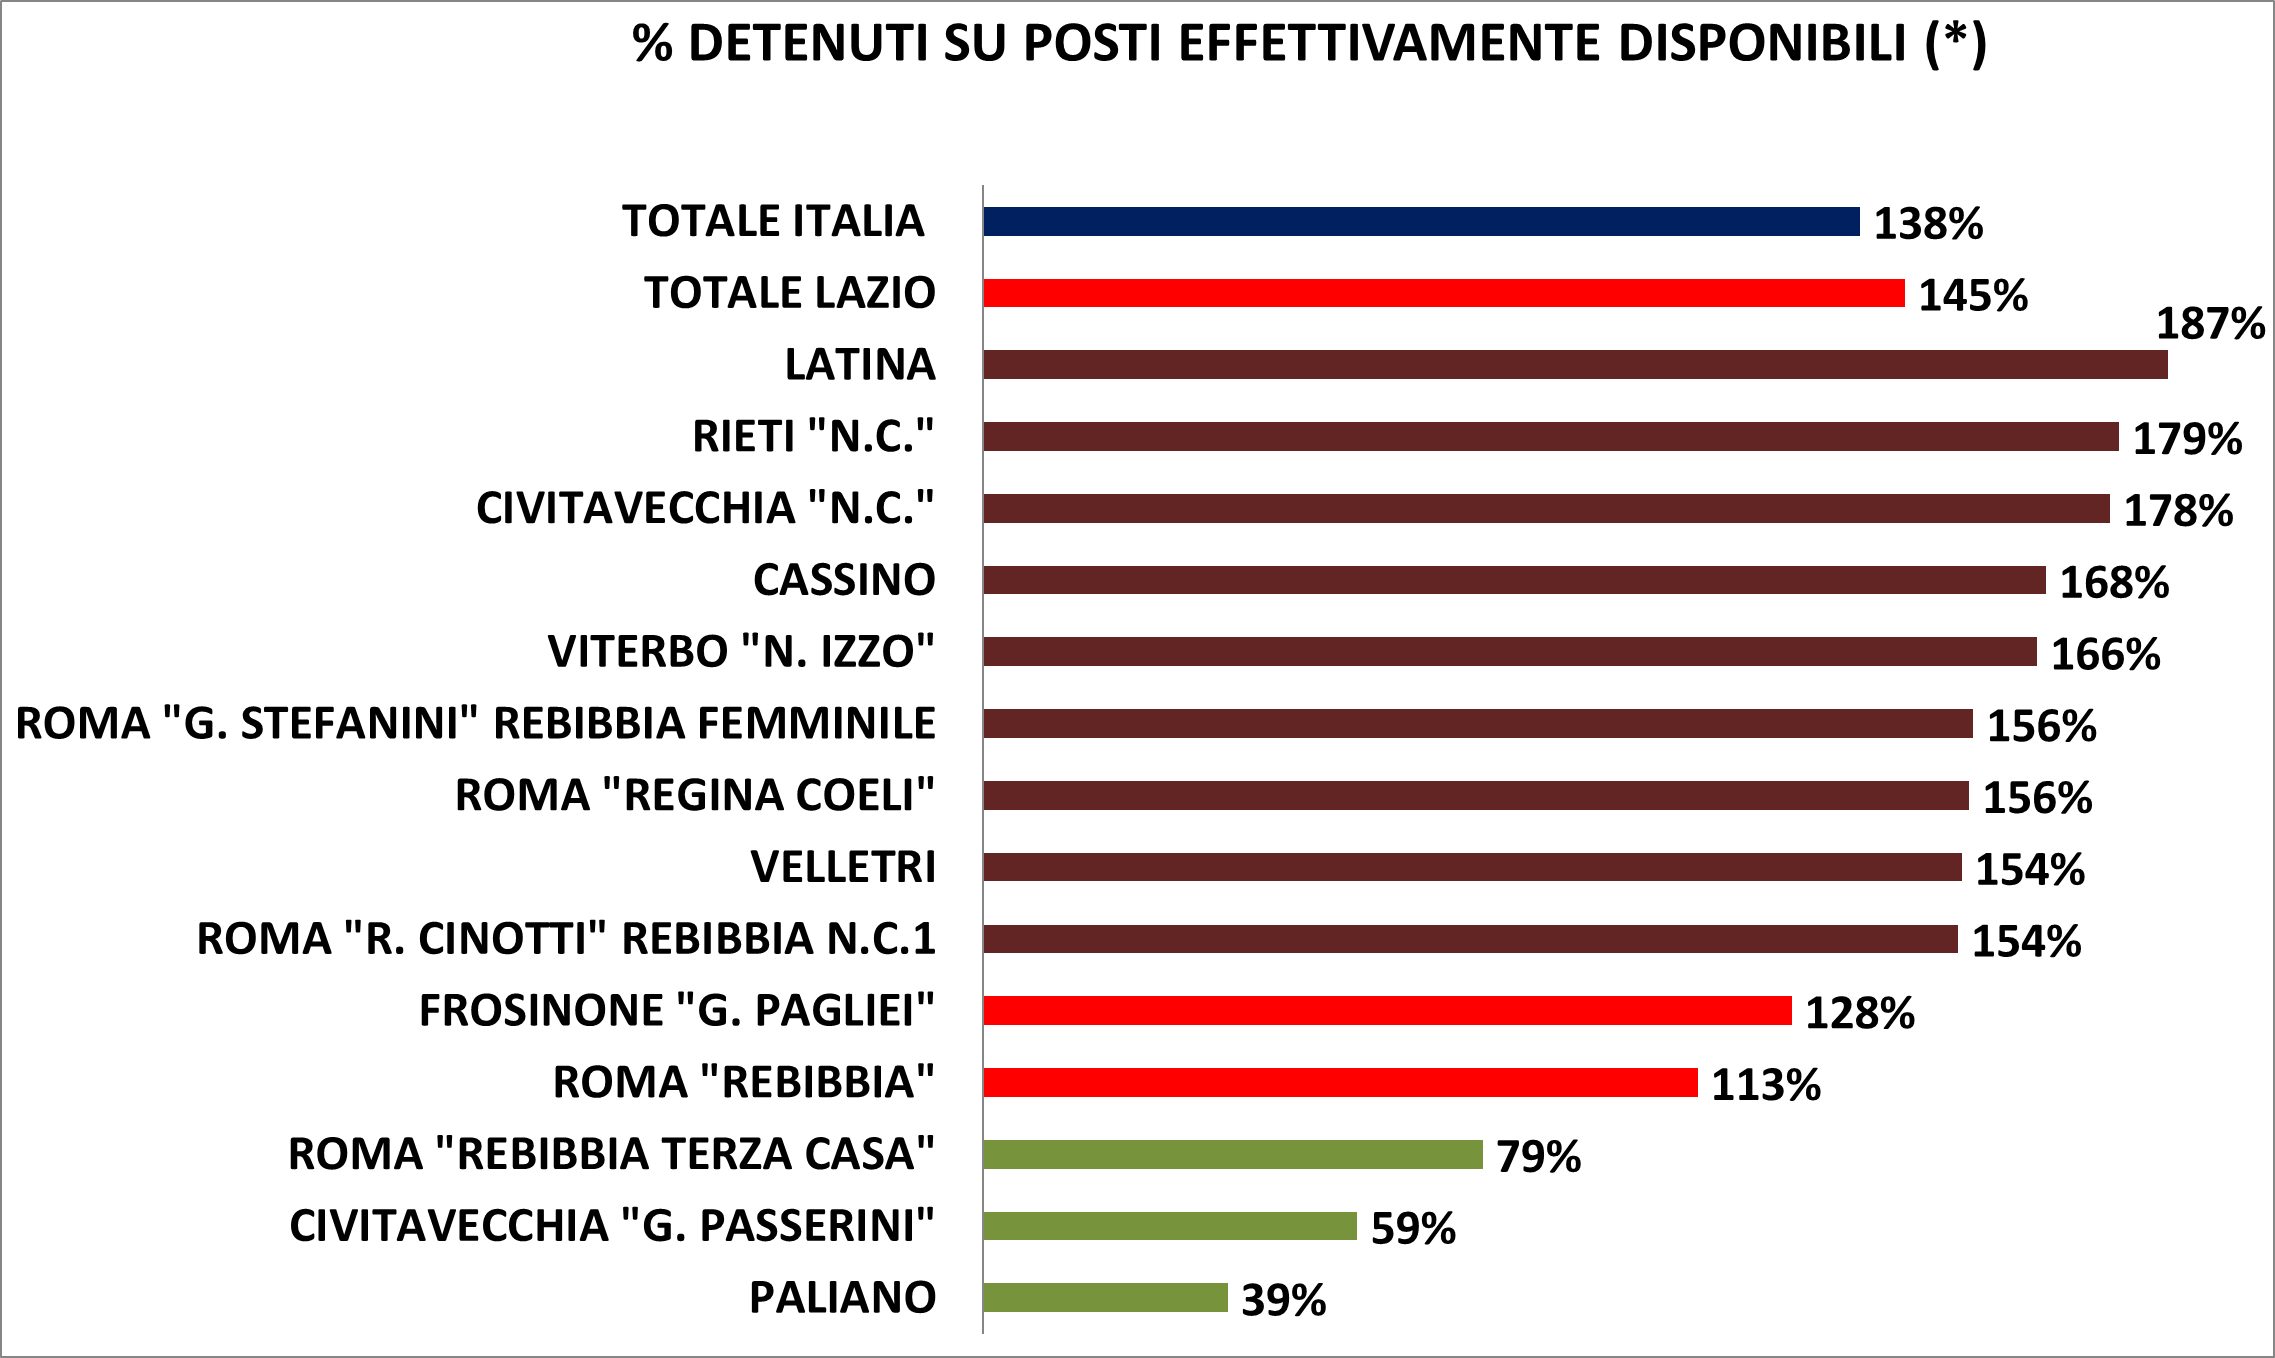 % DETENUTI SU POSTI EFFETTIVAMENTE DISPONIBILI (*)
TOTALE ITALIA 138%
TOTALE LAZIO 145%
LATINA 187%
RIETI "N.C." 179%
CIVITAVECCHIA "N.C." 178%
CASSINO 168%
VITERBO "N. IZZO" 166%
ROMA "G. STEFANINI" REBIBBIA FEMMINILE 156%
ROMA "REGINA COELI" 156%
VELLETRI 154%
ROMA "R. CINOTTI" REBIBBIA N.C.1 154%
FROSINONE "G. PAGLIEI" 128%
ROMA "REBIBBIA" 113%
ROMA "REBIBBIA TERZA CASA" 79%
CIVITAVECCHIA "G. PASSERINI" 59%
PALIANO 39%